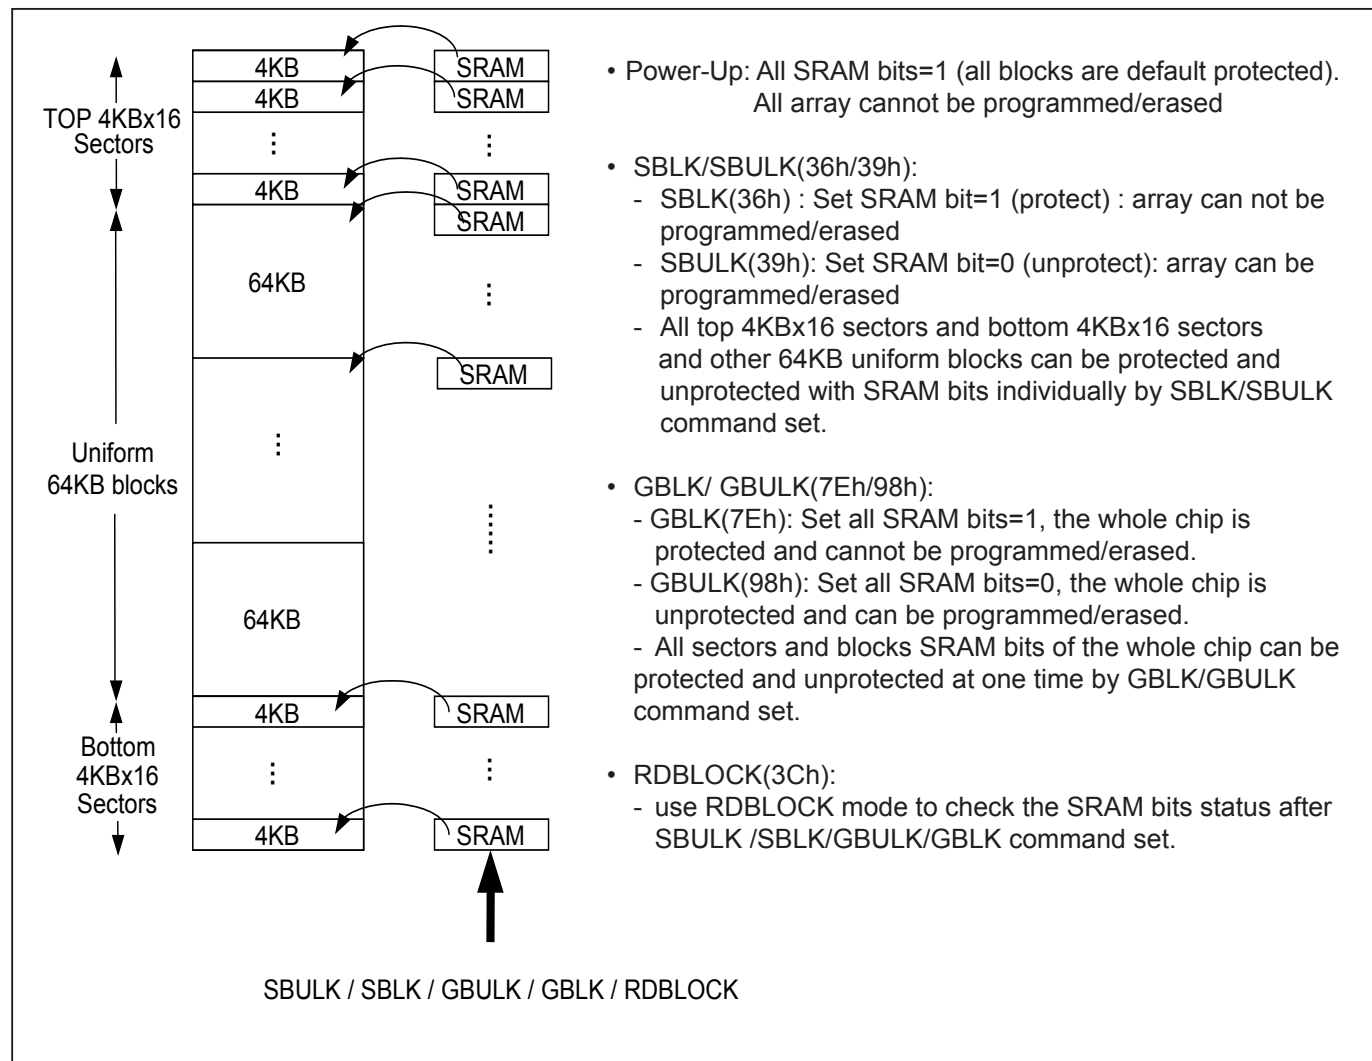 4KB
SRAM
4KB
SRAM
TOP 4KBx16
Sectors
4KB
SRAM
SRAM
64KB
SRAM
Uniform
64KB blocks
64KB
4KB
SRAM
Bottom
4KBx16
Sectors
4KB
SRAM
SBULK / SBLK / GBULK / GBLK / RDBLOCK
• Power-Up: All SRAM bits=1 (all blocks are default protected).
All array cannot be programmed/erased
• SBLK/SBULK(36h/39h):
- SBLK(36h) : Set SRAM bit=1 (protect) : array can not be
programmed/erased
- SBULK(39h): Set SRAM bit=0 (unprotect): array can be
programmed/erased
- All top 4KBx16 sectors and bottom 4KBx16 sectors
and other 64KB uniform blocks can be protected and
unprotected with SRAM bits individually by SBLK/SBULK
command set.
• GBLK/ GBULK(7Eh/98h):
- GBLK(7Eh): Set all SRAM bits=1, the whole chip is
protected and cannot be programmed/erased.
- GBULK(98h): Set all SRAM bits=0, the whole chip is
unprotected and can be programmed/erased.
- All sectors and blocks SRAM bits of the whole chip can be
protected and unprotected at one time by GBLK/GBULK
command set.
• RDBLOCK(3Ch):
- use RDBLOCK mode to check the SRAM bits status after
SBULK /SBLK/GBULK/GBLK command set.